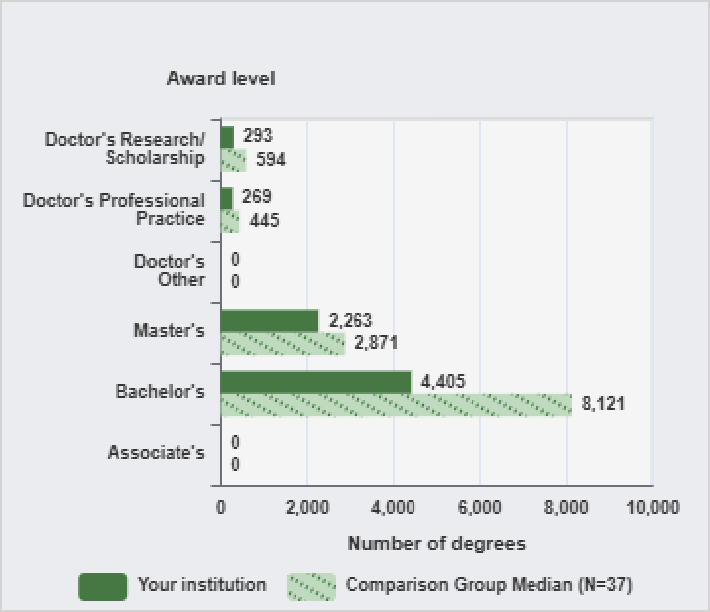 Award level
Doctor's Research/
Scholarship
293
594
Doctor's Professional
Practice
269
445
Doctor's
Other
0
0
Master's
2,263
2,871
Bachelor's
4,405
8,121
Associate's
0
0
0 2,000 4,000 6,000 8,000 10,000
Number of degrees
Your institution Comparison Group Median (N=37)